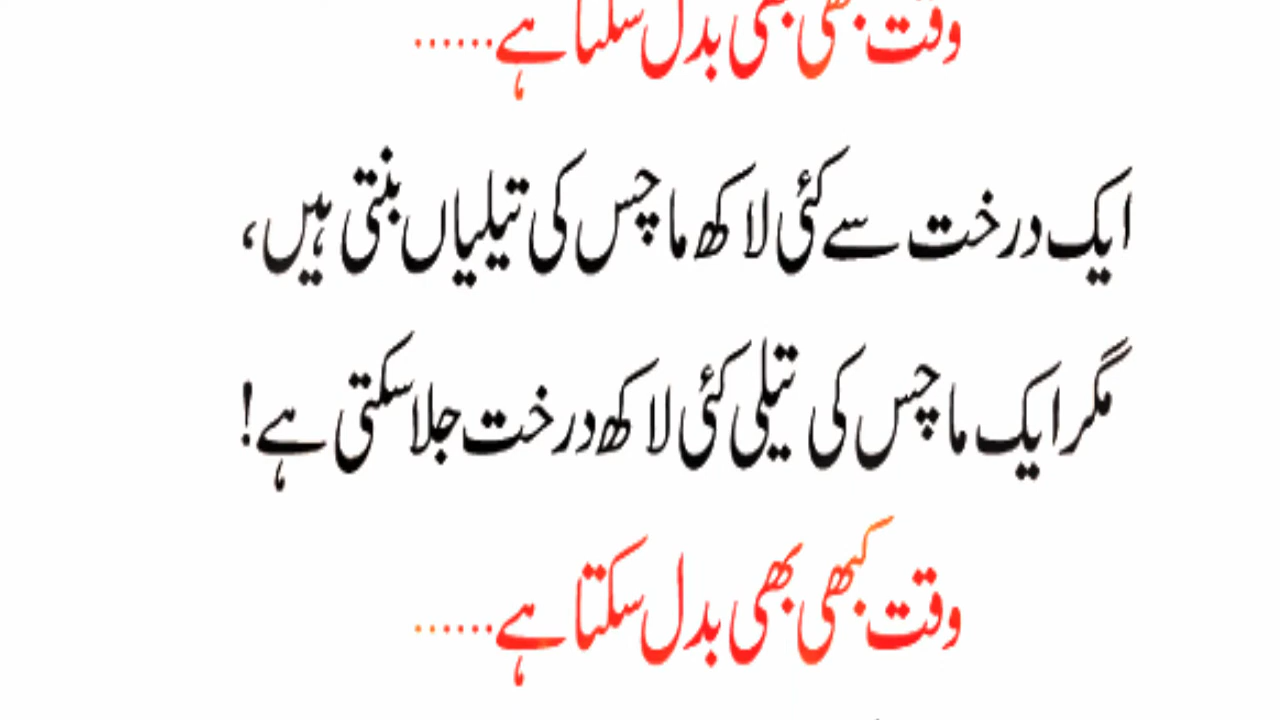 وقت کبھی بھی بدل سکتا ہے......
ایک درخت سے کئی لاکھ ماچس کی تیلیاں بنتی ہیں،
مگر ایک ماچس کی تیلی کئی لاکھ درخت جلا سکتی ہے!
وقت کبھی بھی بدل سکتا ہے......